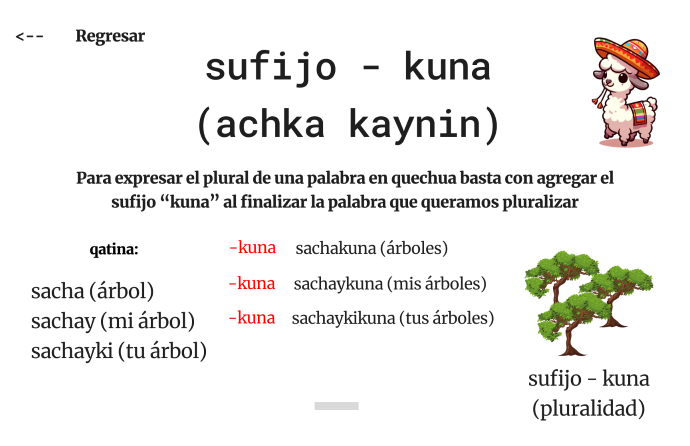 <-- Regresar
sufijo - kuna
(achka kaynin)
Para expresar el plural de una palabra en quechua basta con agregar el
sufijo “kuna” al finalizar la palabra que queramos pluralizar
qatina:
sacha (árbol)
sachay (mi árbol)
sachayki (tu árbol)
-kuna sachakuna (árboles)
-kuna sachaykuna (mis árboles)
-kuna sachaykikuna (tus árboles)
sufijo - kuna
(pluralidad)